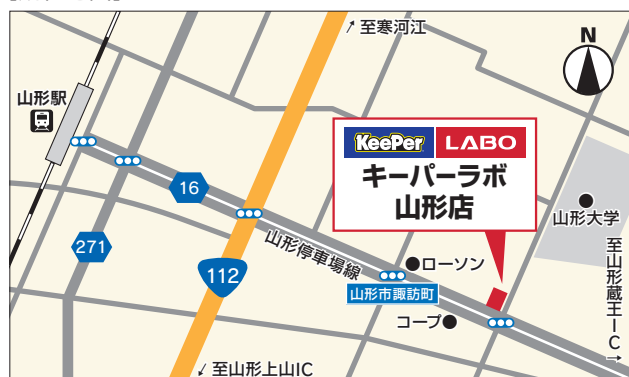 至寒河江
N
山形駅
KeePer LABO
キーパーラボ
山形店
16
山形大学
271
山形停車場線
ローソン
112
山形市諏訪町
コープ
至山形蔵王IC
至山形上山IC